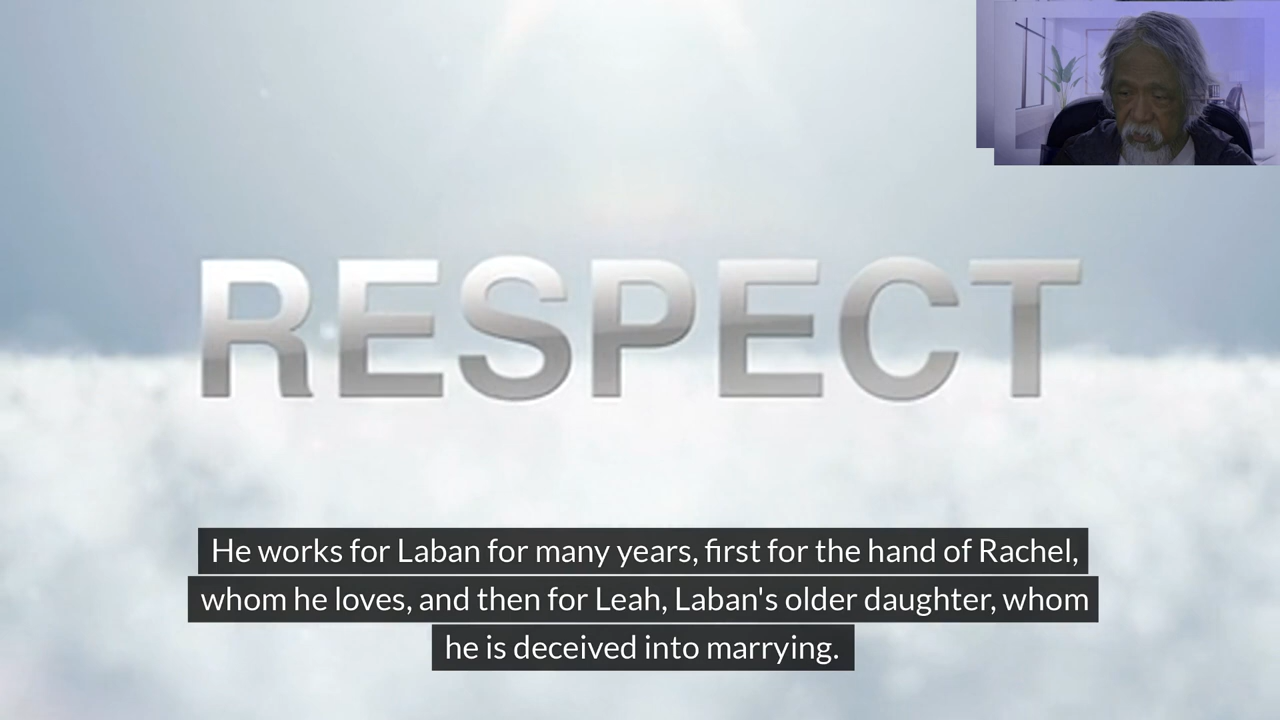 RESPECT
He works for Laban for many years, first for the hand of Rachel,
whom he loves, and then for Leah, Laban's older daughter, whom
he is deceived into marrying.